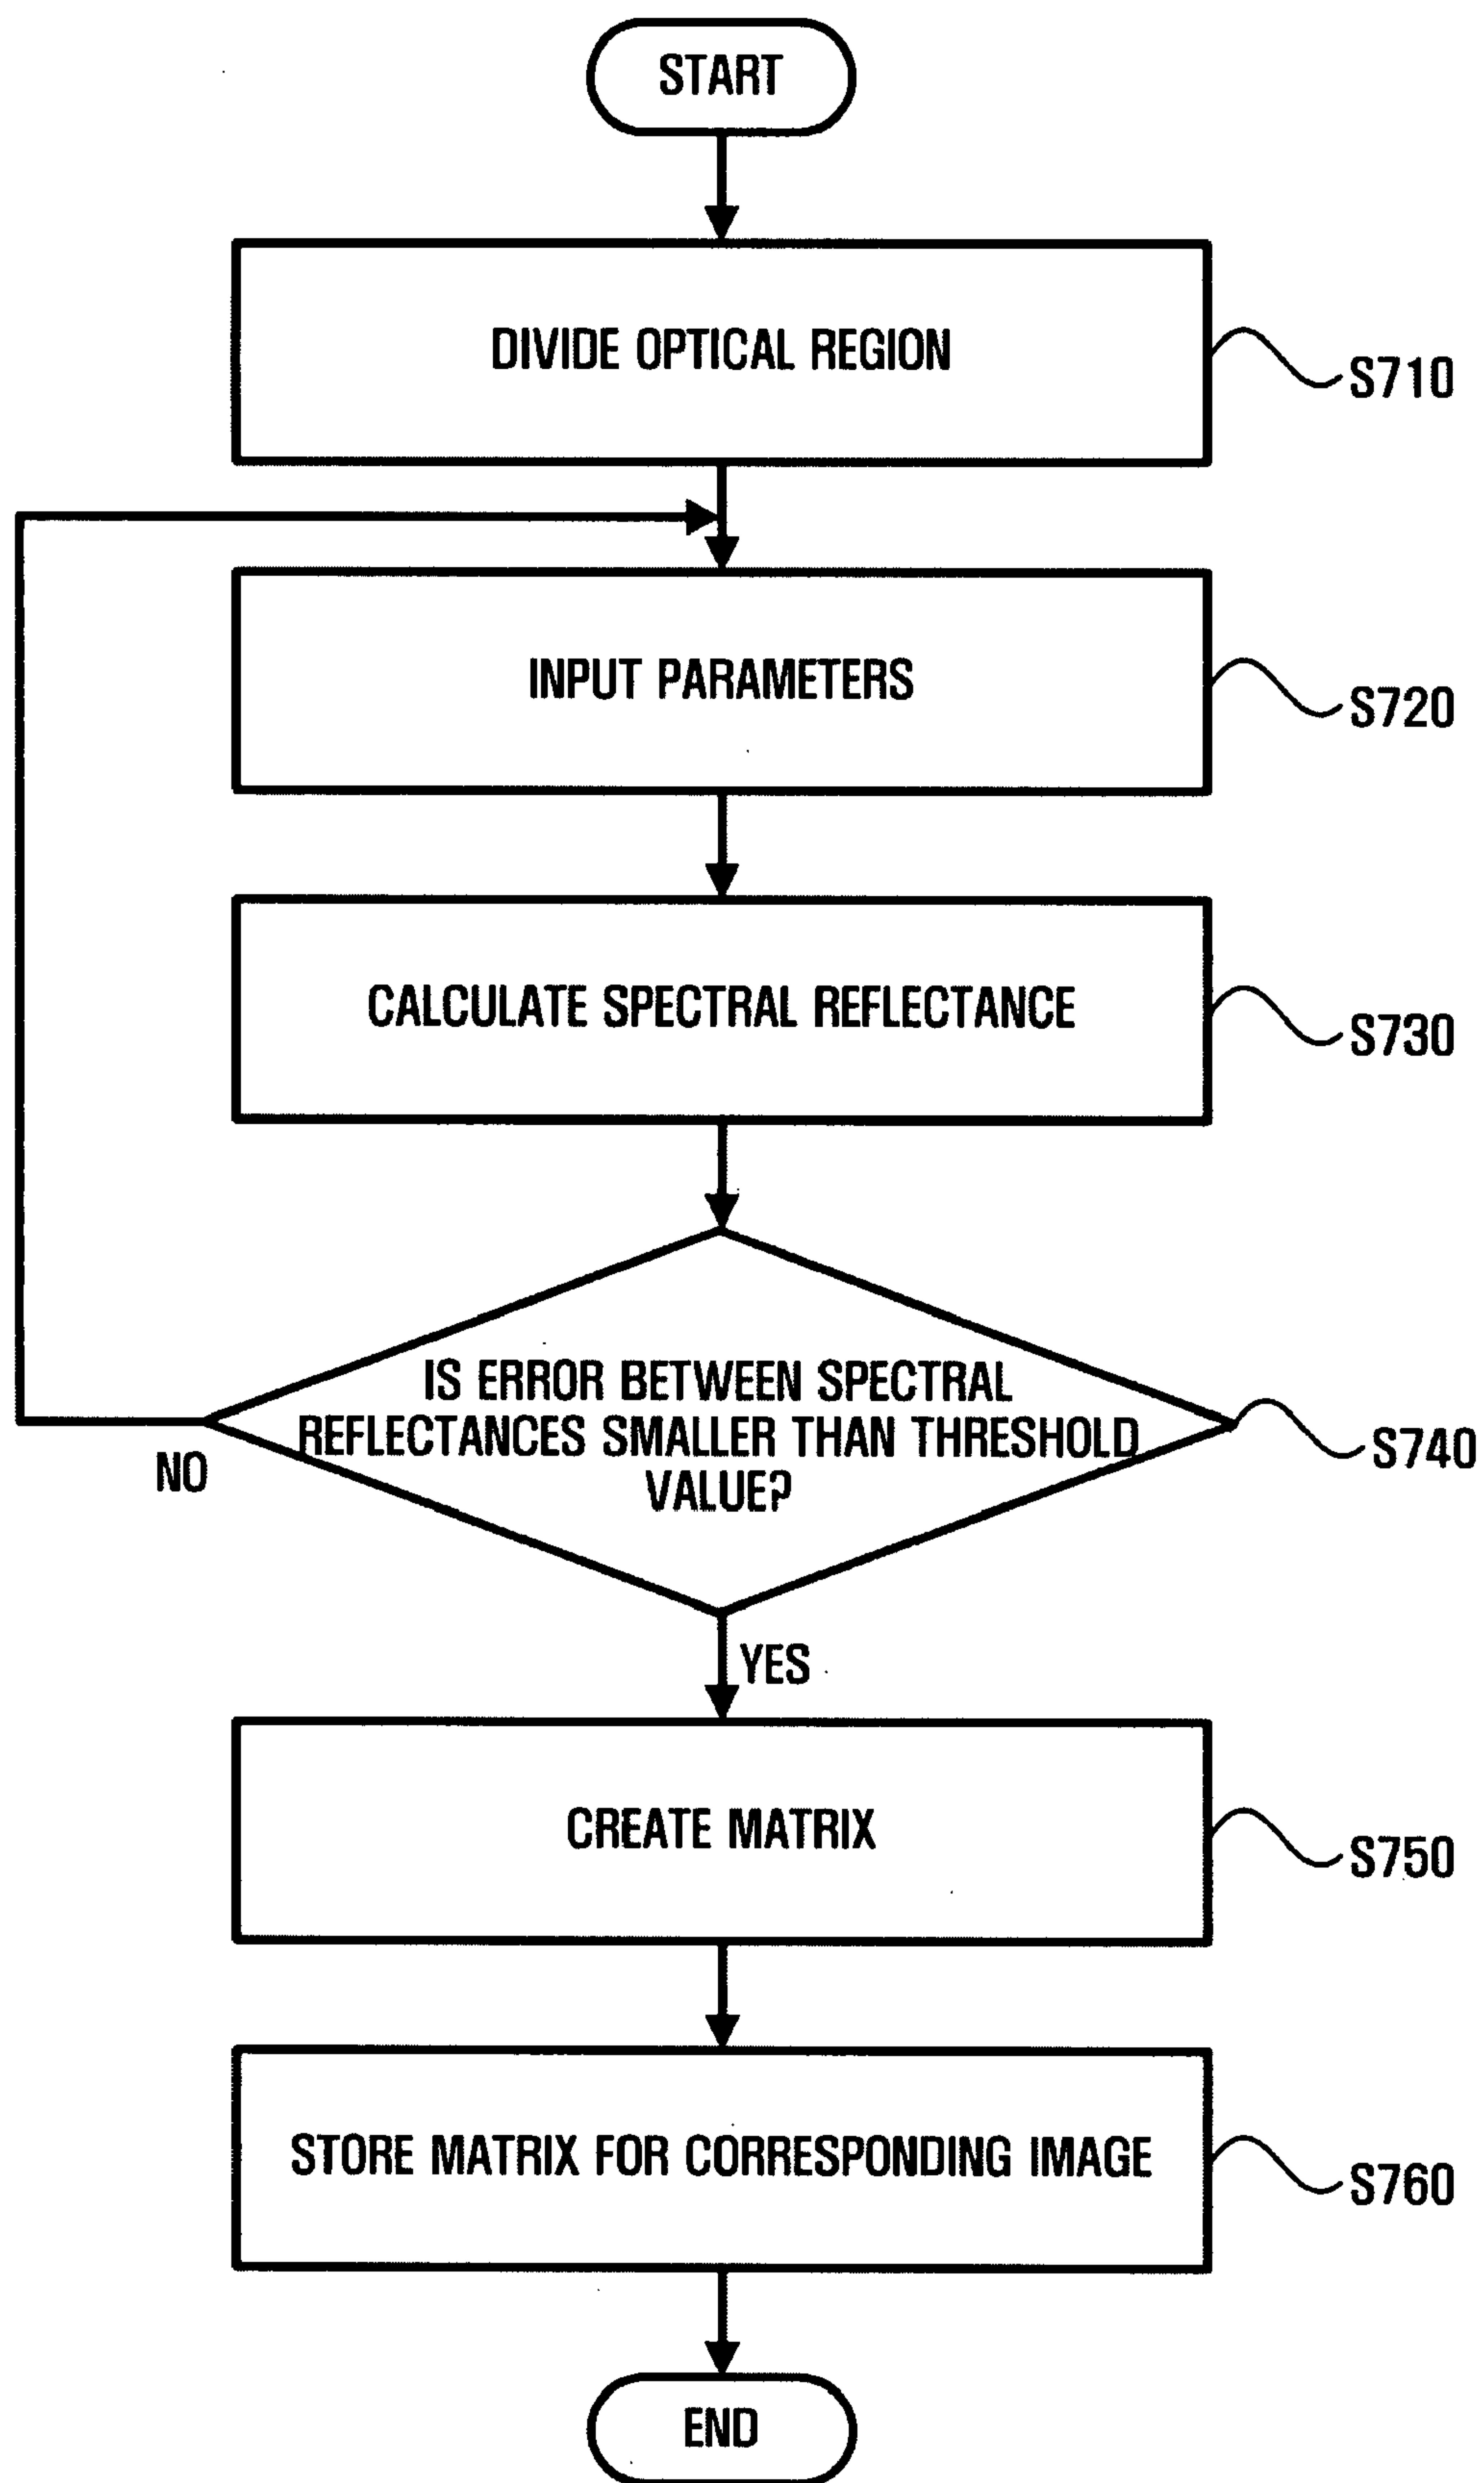 START
DIVIDE OPTICAL REGION
S710
INPUT PARAMETERS
S720
CALCULATE SPECTRAL REFLECTANCE
S730
IS ERROR BETWEEN SPECTRAL
REFLECTANCES SMALLER THAN THRESHOLD
VALUE?
S740
NO
YES
CREATE MATRIX
S750
STORE MATRIX FOR CORRESPONDING IMAGE
S760
END